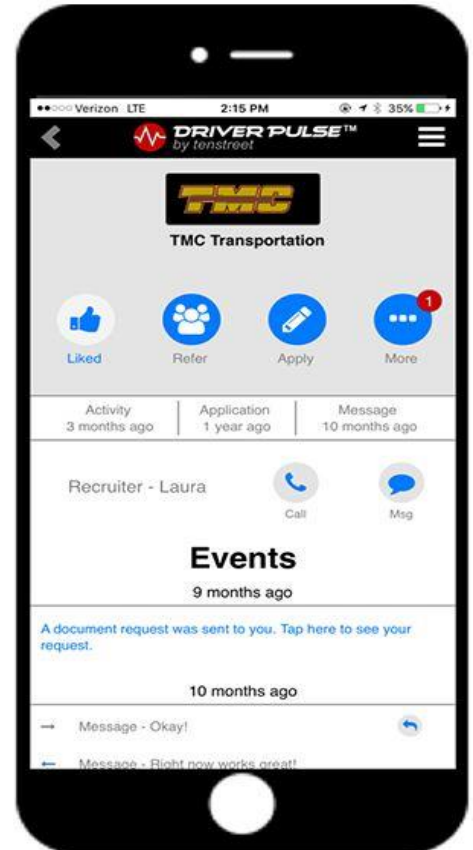 Verizon LTE 2:15 PM 35%
DRIVER PULSE™
by tenstreet
TMC
TMC Transportation
1
Liked Refer Apply More
Activity Application Message
3 months ago 1 year ago 10 months ago
Recruiter - Laura
Call Msg
Events
9 months ago
A document request was sent to you. Tap here to see your
request.
10 months ago
Message - Okay!
Message - Right now works great!